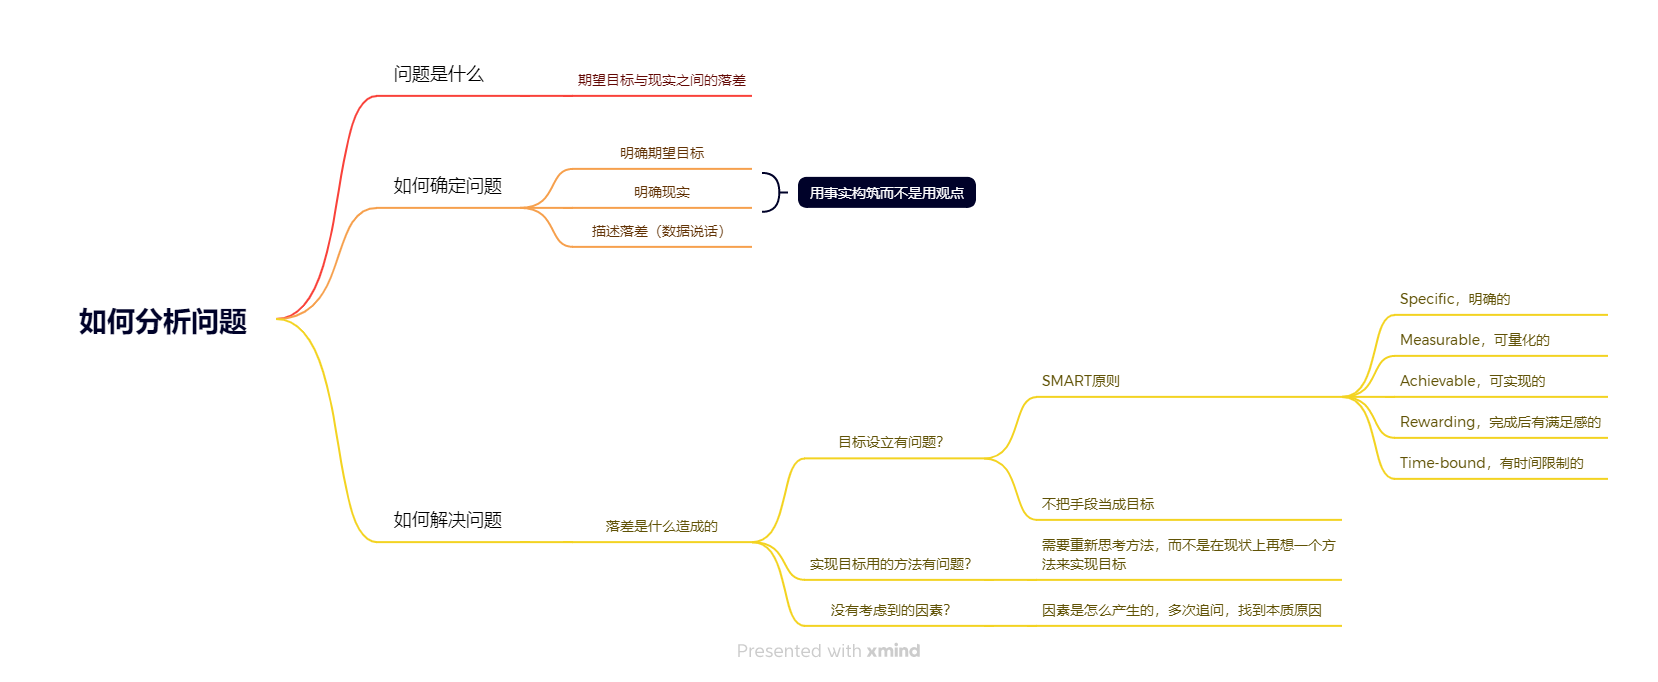 如何分析问题
问题是什么
期望目标与现实之间的落差
如何确定问题
明确期望目标
明确现实
描述落差（数据说话）
用事实构筑而不是用观点
如何解决问题
落差是什么造成的
目标设立有问题？
SMART原则
Specific，明确的
Measurable，可量化的
Achievable，可实现的
Rewarding，完成后有满足感的
Time-bound，有时间限制的
不把手段当成目标
实现目标用的方法有问题？
需要重新思考方法，而不是在现状上再想一个方
法来实现目标
没有考虑到的因素？
因素是怎么产生的，多次追问，找到本质原因
Presented with xmind